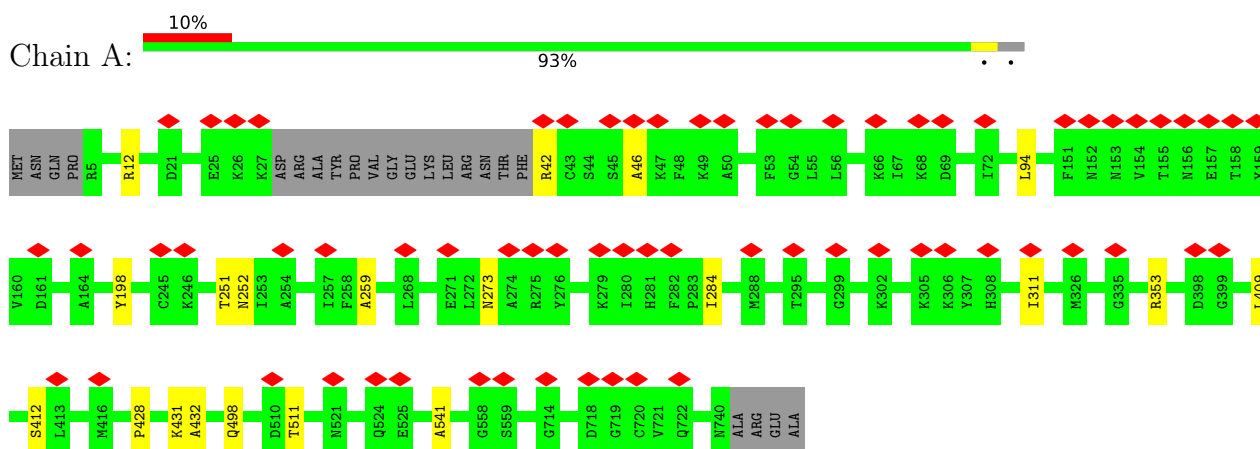 10%
Chain A:
93%
MET ASN GLN PRO R5 R12 D21 E25 K26 K27 ASP ARG ALA TYR PRO VAL GLY GLU LYS LEU ARG ASN THR PHE R42 C43 S44 S45 A46 K47 F48 K49 A50 F53 G54 L55 L56 K66 I67 K68 D69 I72 L94 F151 N152 N153 V154 T155 N156 E157 T158 Y159
V160 D161 A164 Y198 C245 K246 T251 N252 I253 A254 I257 F258 A259 L268 E271 L272 N273 A274 R275 Y276 K279 I280 H281 F282 P283 I284 M288 T295 G299 K302 K305 K306 Y307 H308 I311 M326 G335 R353 D398 G399 L409
S412 L413 M416 P428 K431 A432 Q498 D510 T511 N521 Q524 E525 A541 G558 S559 G714 D718 G719 C720 V721 Q722 N740 ALA ARG GLU ALA